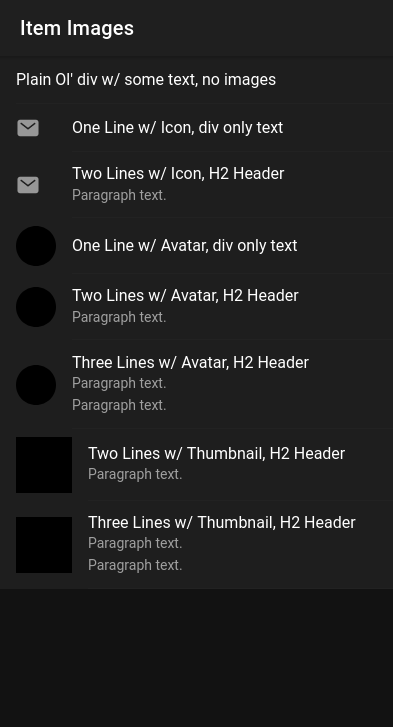 Item Images
Plain Ol' div w/ some text, no images
One Line w/ Icon, div only text
Two Lines w/ Icon, H2 Header
Paragraph text.
One Line w/ Avatar, div only text
Two Lines w/ Avatar, H2 Header
Paragraph text.
Three Lines w/ Avatar, H2 Header
Paragraph text.
Paragraph text.
Two Lines w/ Thumbnail, H2 Header
Paragraph text.
Three Lines w/ Thumbnail, H2 Header
Paragraph text.
Paragraph text.